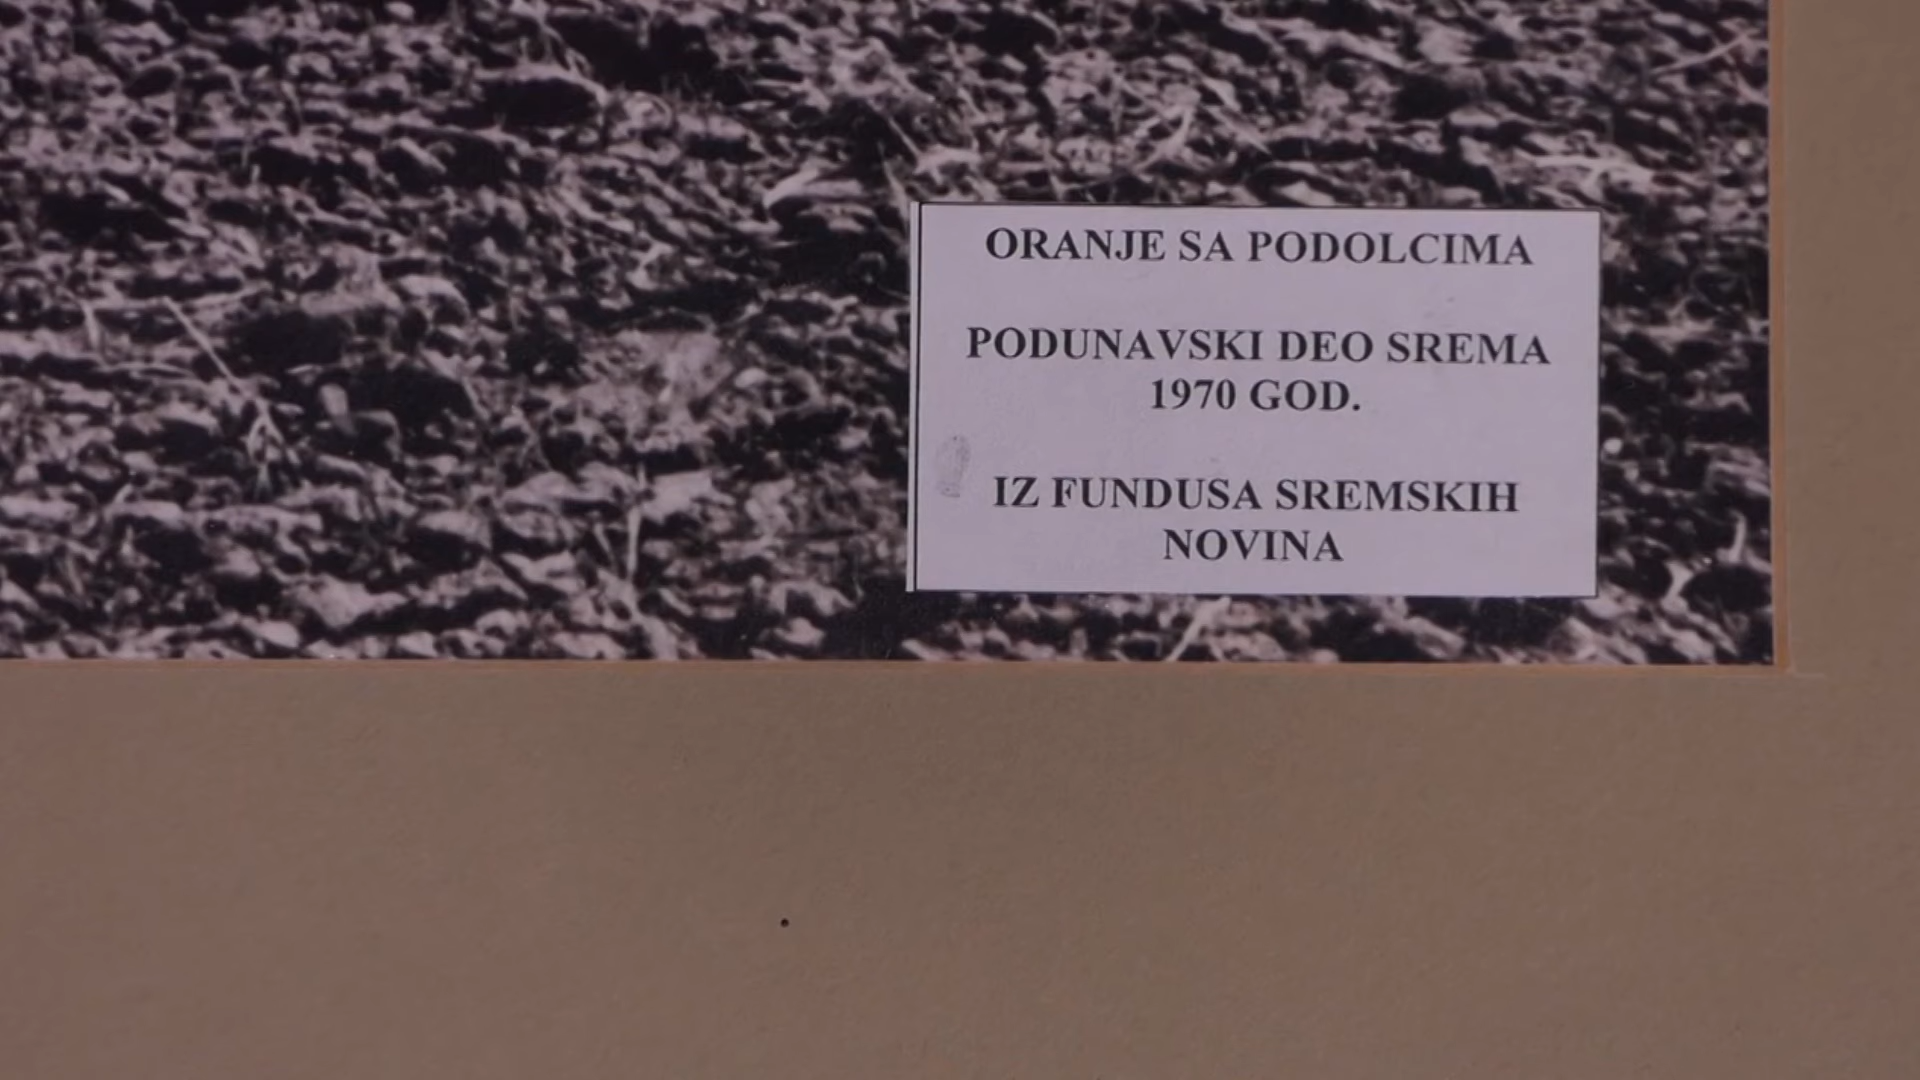 ORANJE SA PODOLCIMA
PODUNAVSKI DEO SREMA
1970 GOD.
IZ FUNDUSA SREMSKIH
NOVINA